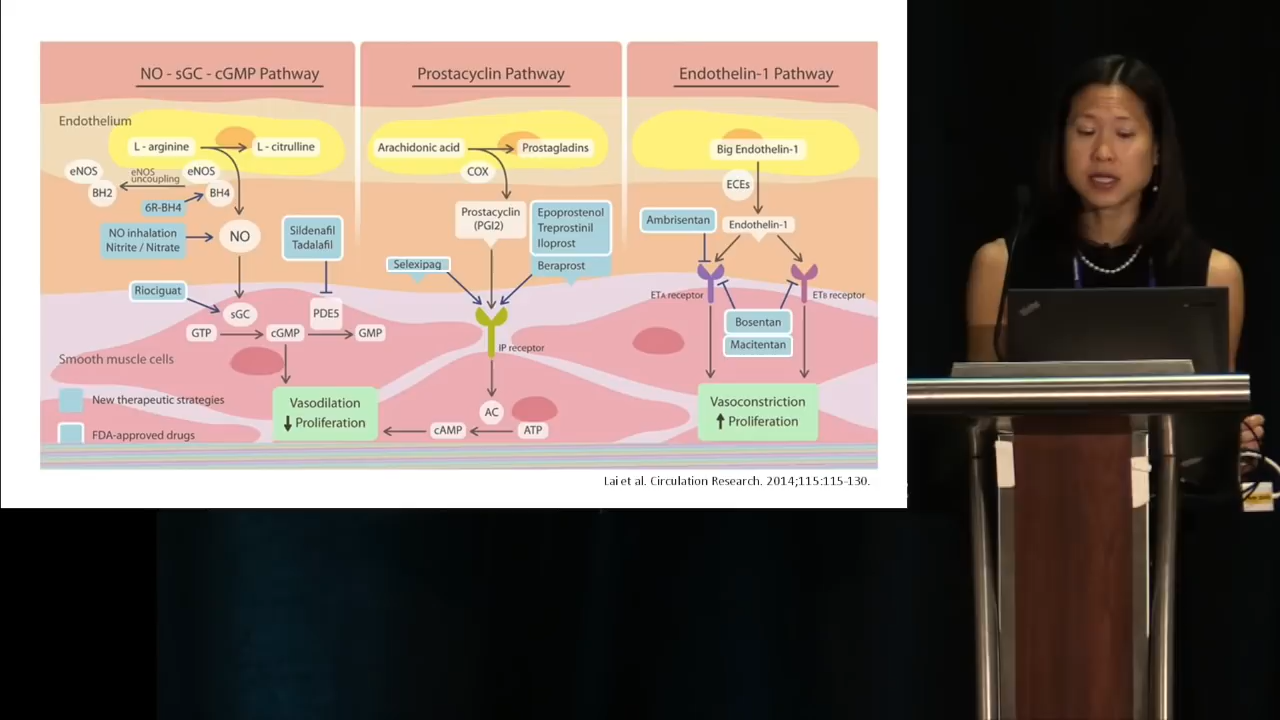 NO - sGC - cGMP Pathway
Endothelium
L - arginine
L - citrulline
eNOS
eNOS
uncoupling
eNOS
BH2
BH4
6R-BH4
NO inhalation
Nitrite / Nitrate
NO
Sildenafil
Tadalafil
Riociguat
sGC
PDE5
GTP
cGMP
GMP
Smooth muscle cells
New therapeutic strategies
FDA-approved drugs
Vasodilation
Proliferation
Prostacyclin Pathway
Arachidonic acid
Prostagladins
COX
Prostacyclin
(PGI2)
Epoprostenol
Treprostinil
Iloprost
Beraprost
Selexipag
IP receptor
AC
cAMP
ATP
Endothelin-1 Pathway
Big Endothelin-1
ECEs
Ambrisentan
Endothelin-1
ETA receptor
ETB receptor
Bosentan
Macitentan
Vasoconstriction
Proliferation
Lai et al. Circulation Research. 2014;115:115-130.